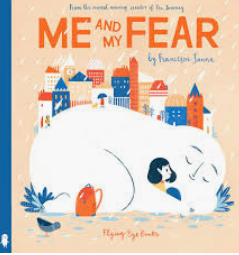 From the award-winning creator of The Journey
ME AND MY FEAR
by Francesca Sanna
Flying Eye Books